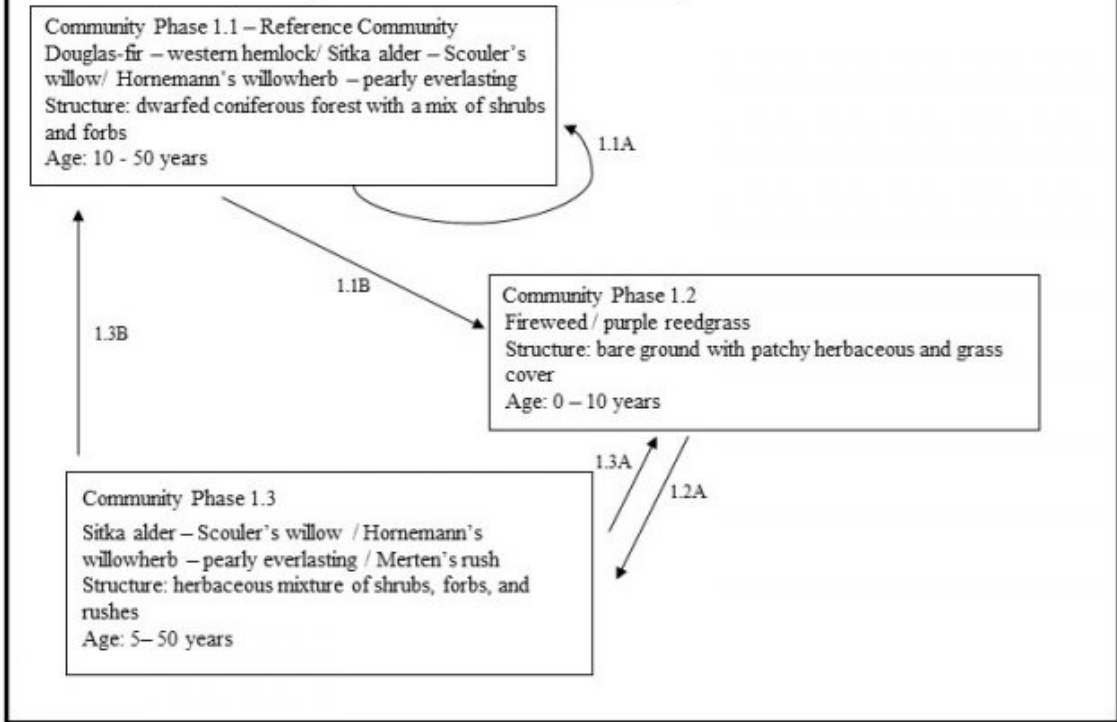 Community Phase 1.1 – Reference Community
Douglas-fir – western hemlock/ Sitka alder – Scouler's
willow/ Hornemann's willowherb – pearly everlasting
Structure: dwarfed coniferous forest with a mix of shrubs
and forbs
Age: 10 - 50 years
1.1A
1.1B
1.3B
Community Phase 1.2
Fireweed / purple reedgrass
Structure: bare ground with patchy herbaceous and grass
cover
Age: 0 – 10 years
1.3A
1.2A
Community Phase 1.3
Sitka alder – Scouler's willow / Hornemann's
willowherb – pearly everlasting / Merten's rush
Structure: herbaceous mixture of shrubs, forbs, and
rushes
Age: 5– 50 years